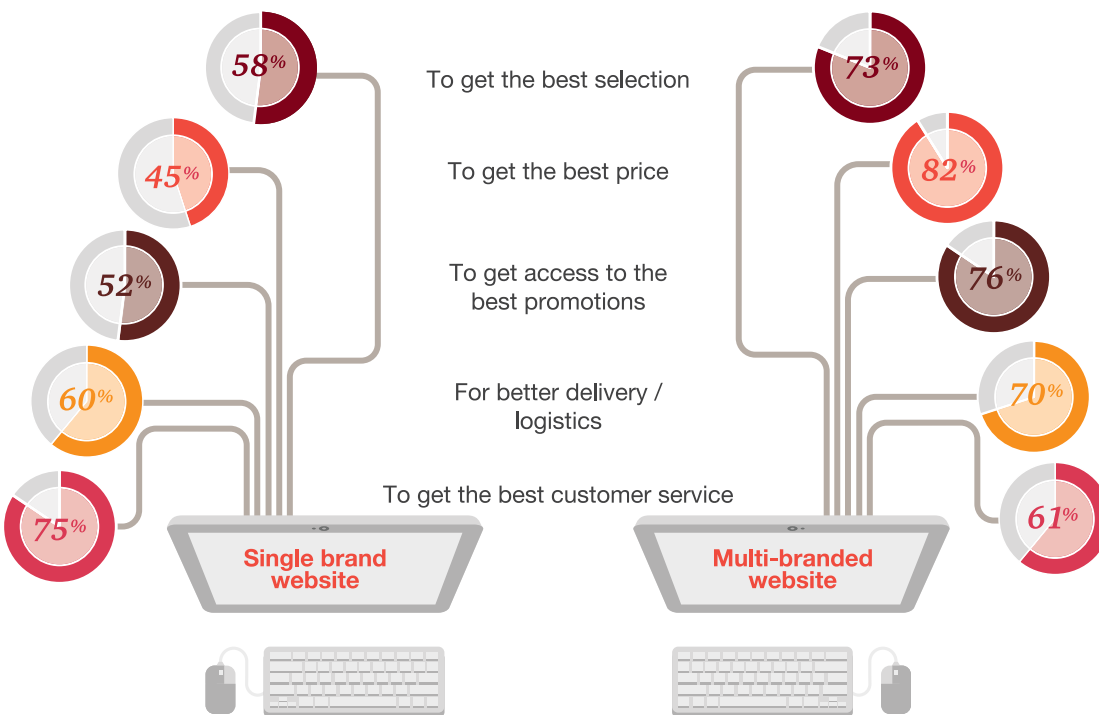 58%
To get the best selection
73%
45%
To get the best price
82%
52%
To get access to the
best promotions
76%
60%
For better delivery /
logistics
70%
75%
To get the best customer service
61%
Single brand
website
Multi-branded
website